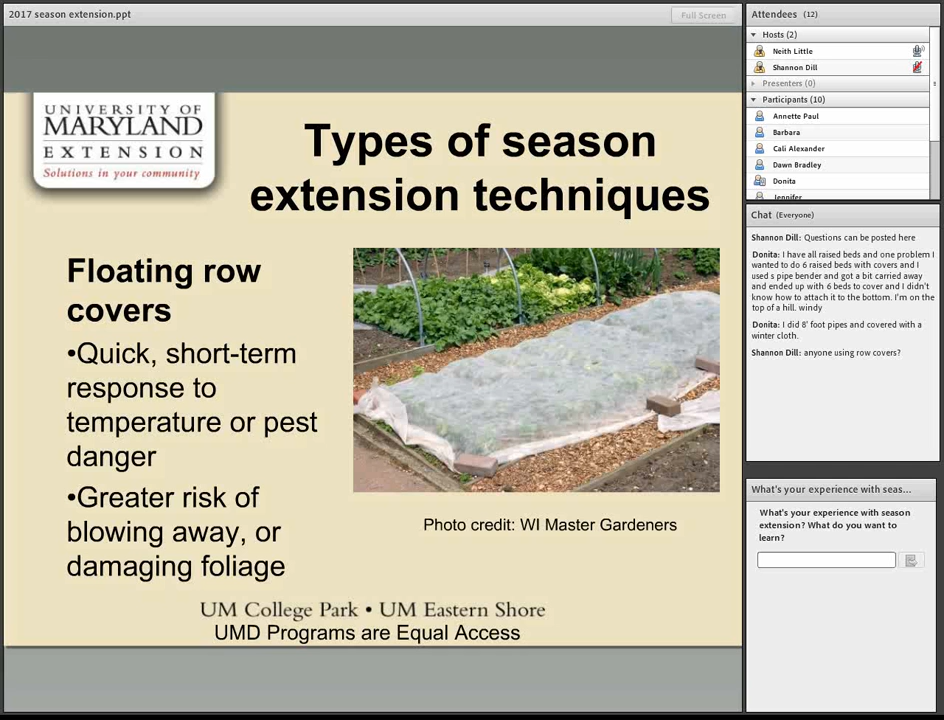 2017 season extension.ppt
Full Screen
UNIVERSITY OF
MARYLAND
EXTENSION
Solutions in your community
Types of season
extension techniques
Floating row
covers
•Quick, short-term
response to
temperature or pest
danger
•Greater risk of
blowing away, or
damaging foliage
Photo credit: WI Master Gardeners
UM College Park • UM Eastern Shore
UMD Programs are Equal Access
Attendees (12)
Hosts (2)
Neith Little
Shannon Dill
Presenters (0)
Participants (10)
Annette Paul
Barbara
Cali Alexander
Dawn Bradley
Donita
Jennifer
Chat (Everyone)
Shannon Dill: Questions can be posted here
Donita: I have all raised beds and one problem I
wanted to do 6 raised beds with covers and I
used s pipe bender and got a bit carried away
and ended up with 6 beds to cover and I didn't
know how to attach it to the bottom. I'm on the
top of a hill. windy
Donita: I did 8' foot pipes and covered with a
winter cloth.
Shannon Dill: anyone using row covers?
What's your experience with seas...
What's your experience with season
extension? What do you want to
learn?